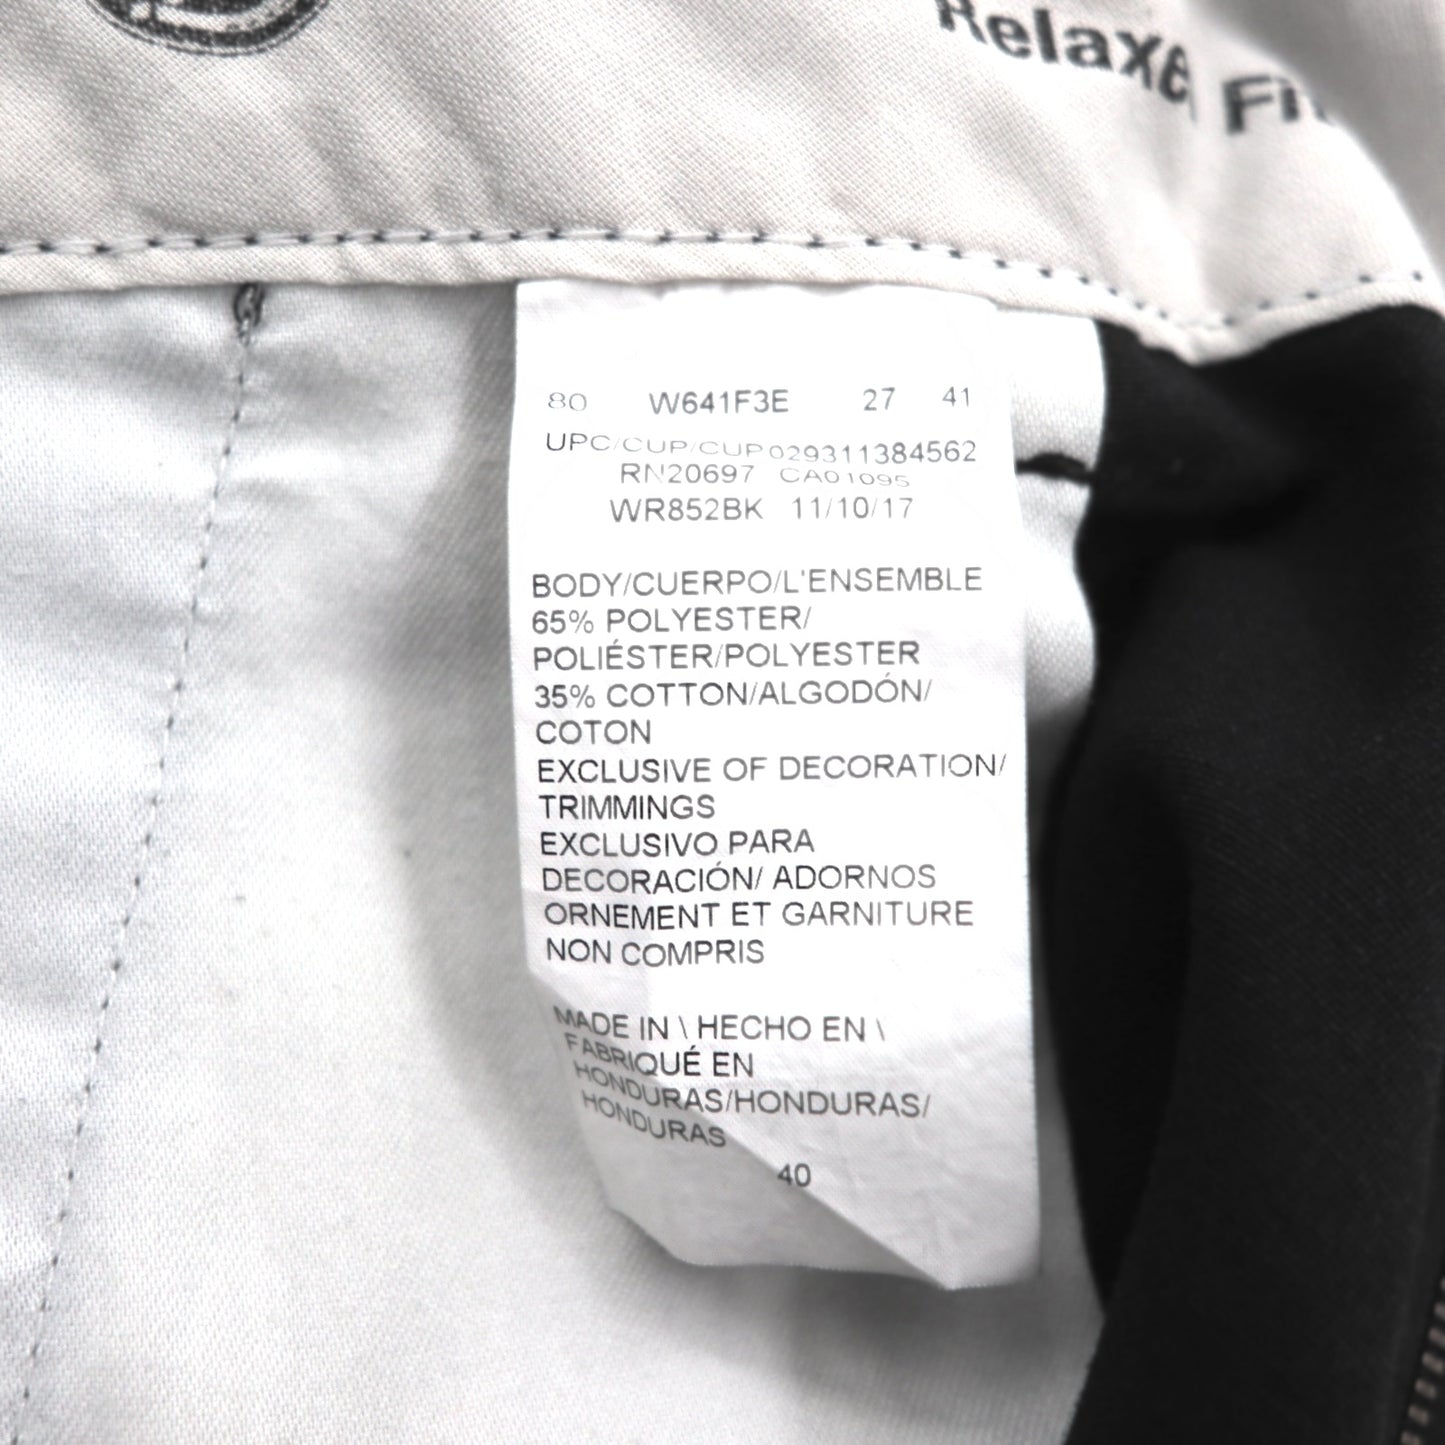 Relaxed Fit
80 W641F3E 27 41
UPC/CUP/CUP 029311384562
RN20697 CA01095
WR852BK 11/10/17
BODY/CUERPO/L'ENSEMBLE
65% POLYESTER/
POLIÉSTER/POLYESTER
35% COTTON/ALGODÓN/
COTON
EXCLUSIVE OF DECORATION/
TRIMMINGS
EXCLUSIVO PARA
DECORACIÓN/ ADORNOS
ORNEMENT ET GARNITURE
NON COMPRIS
MADE IN \ HECHO EN \
FABRIQUÉ EN
HONDURAS/HONDURAS/
HONDURAS
40